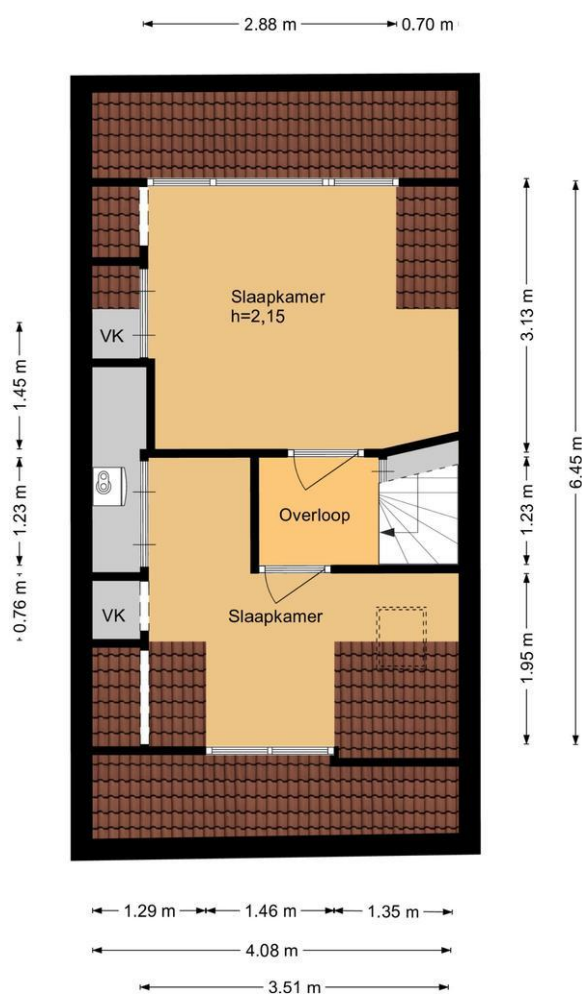 2.88 m
0.70 m
Slaapkamer
h=2,15
VK
3.13 m
1.45 m
6.45 m
1.23 m
Overloop
1.23 m
VK
0.76 m
Slaapkamer
1.95 m
1.29 m
1.46 m
1.35 m
4.08 m
3.51 m